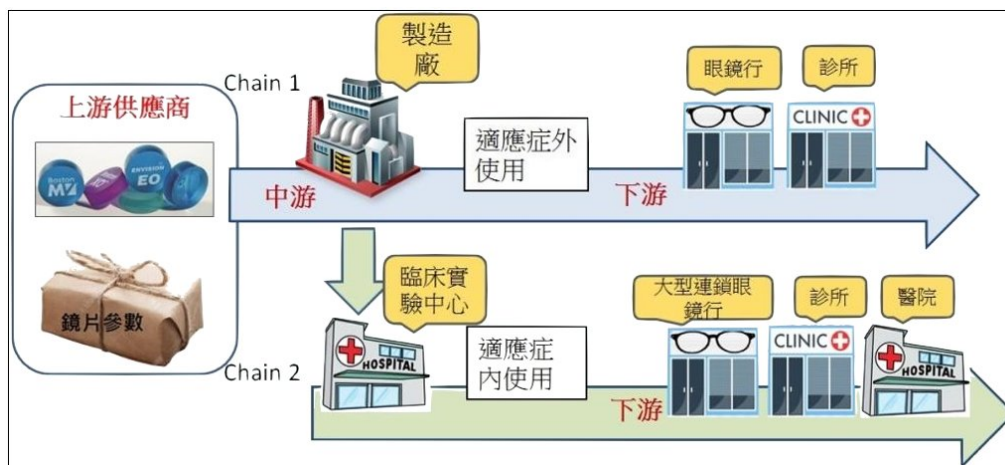 上游供應商
Boston
MV
ENVISION
EO
鏡片參數
Chain 1
製造
廠
中游
適應症外
使用
下游
眼鏡行
診所
CLINIC
Chain 2
臨床實
驗中心
HOSPITAL
適應症
內使用
下游
大型連鎖眼
鏡行
診所
CLINIC
醫院
HOSPITAL